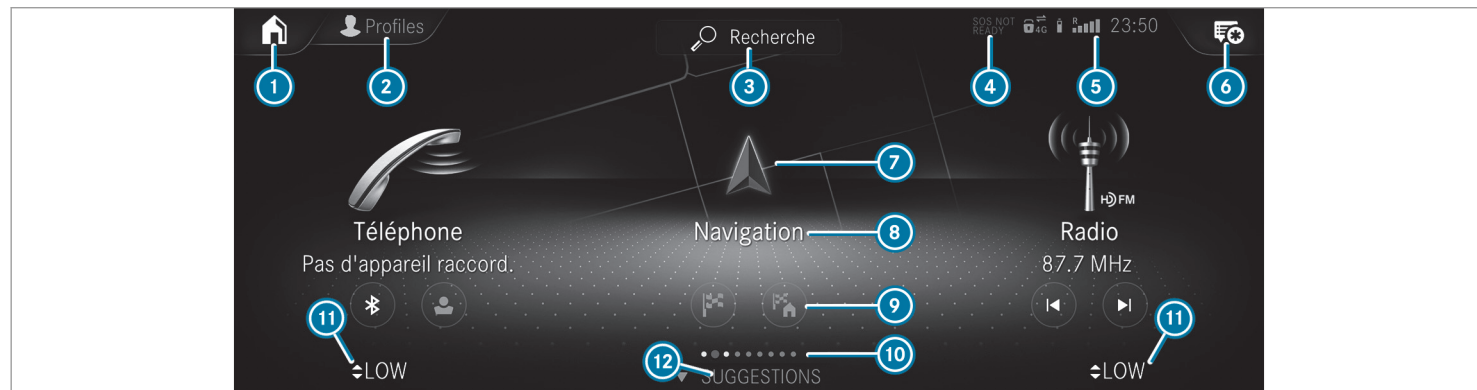 Profiles
Recherche
SOS NOT
READY
4G
R
23:50
1
2
3
4
5
6
7
HD FM
Téléphone
Navigation
8
Radio
Pas d'appareil raccord.
87.7 MHz
9
11
11
10
12
LOW
SUGGESTIONS
LOW